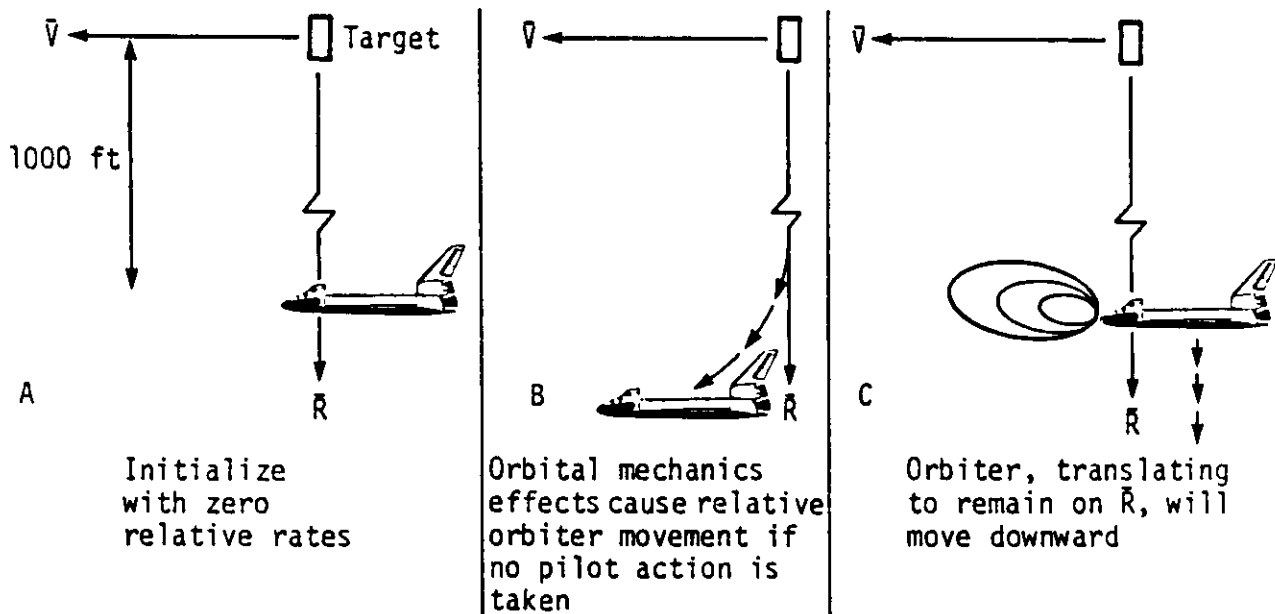 V̄
Target
1000 ft
A
R̄
Initialize
with zero
relative rates
V̄
B
R̄
Orbital mechanics
effects cause relative
orbiter movement if
no pilot action is
taken
V̄
C
R̄
Orbiter, translating
to remain on R̄, will
move downward